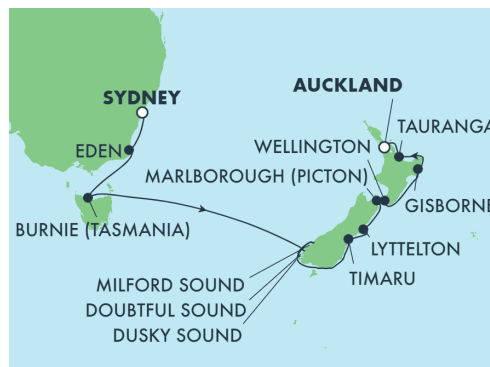 AUCKLAND
SYDNEY
TAURANGA
WELLINGTON
EDEN
MARLBOROUGH (PICTON)
GISBORNE
BURNIE (TASMANIA)
LYTTELTON
MILFORD SOUND
TIMARU
DOUBTFUL SOUND
DUSKY SOUND